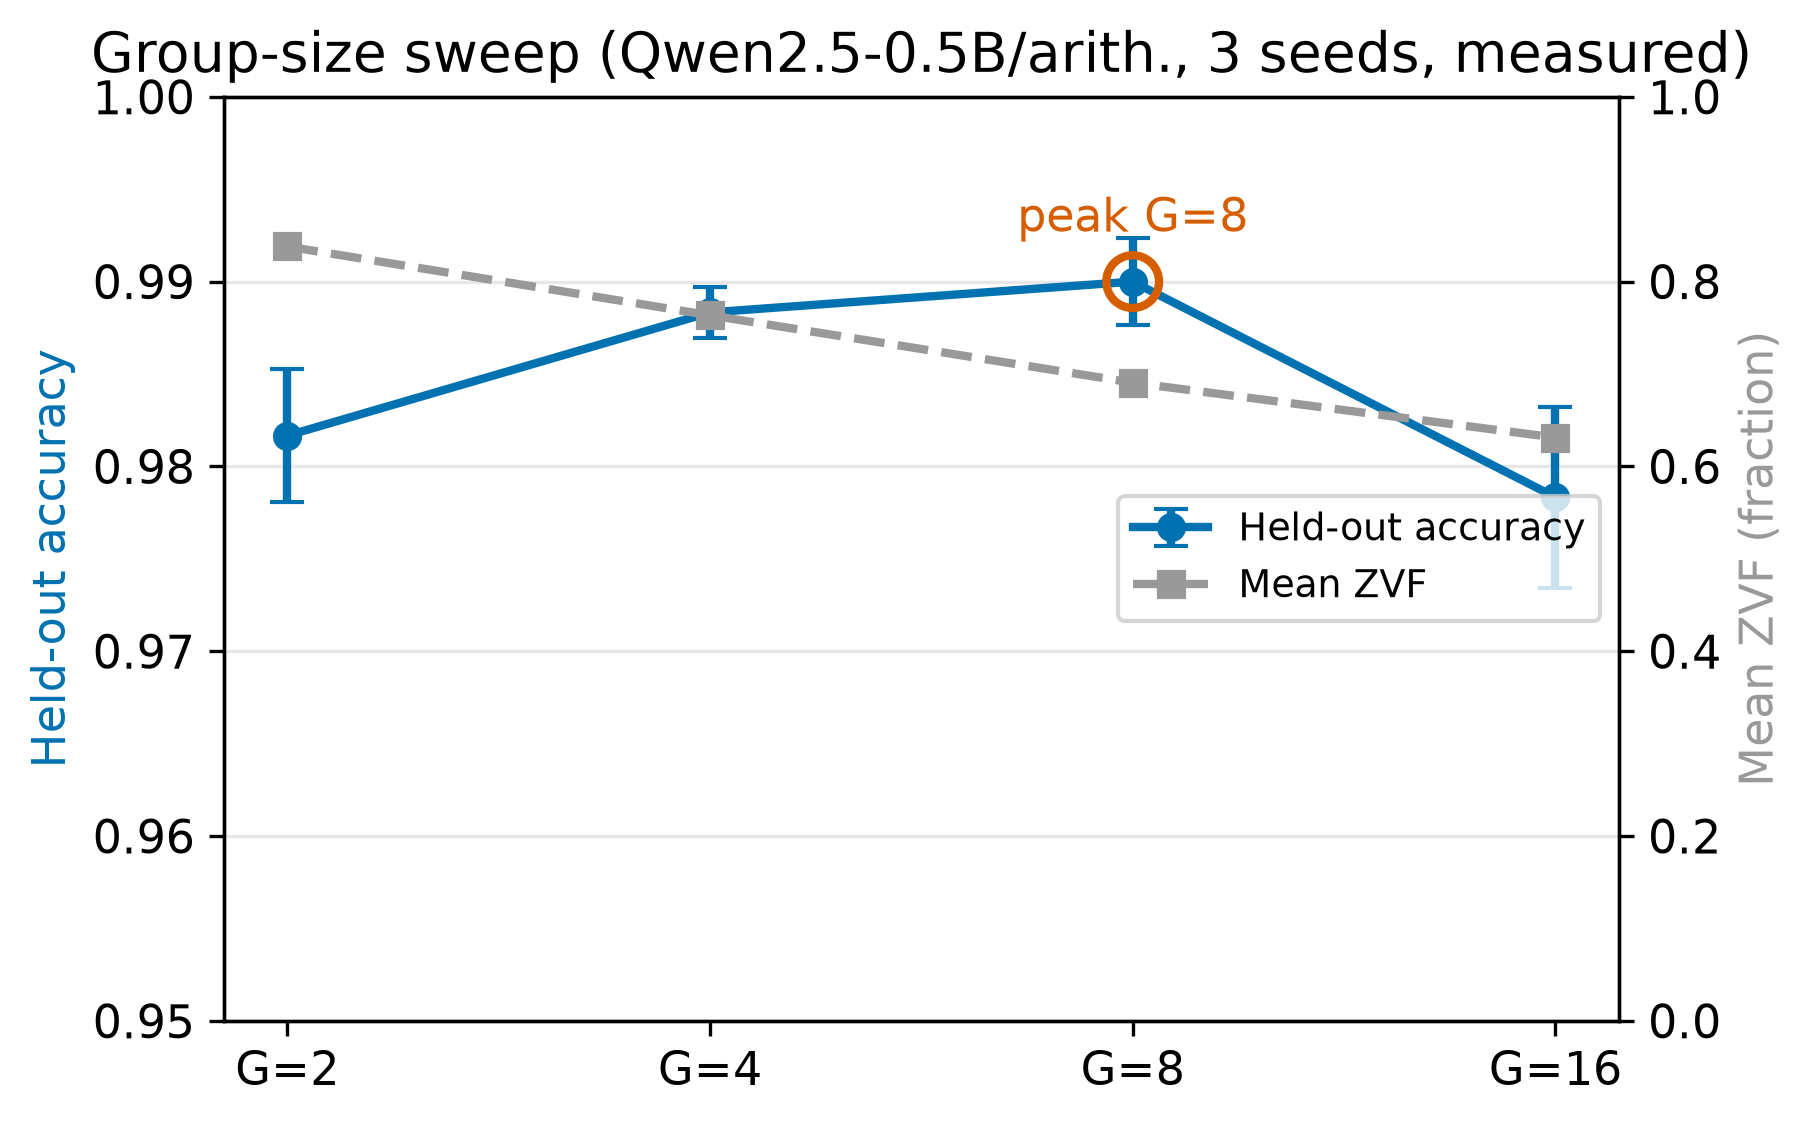 Group-size sweep (Qwen2.5-0.5B/arith., 3 seeds, measured)
Held-out accuracy
1.00
0.99
0.98
0.97
0.96
0.95
peak G=8
Held-out accuracy
Mean ZVF
1.0
0.8
0.6
0.4
0.2
0.0
Mean ZVF (fraction)
G=2
G=4
G=8
G=16